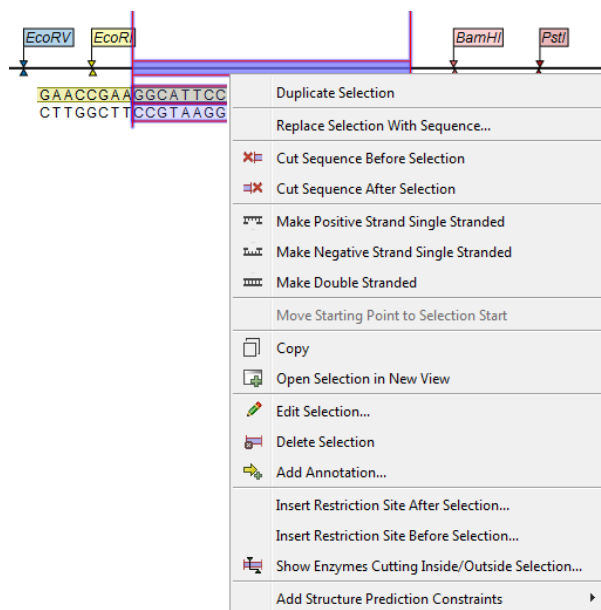 EcoRV EcoRI BamHI PstI
GAACCGAAGGCATTCC
CTTGGCTTCCGTAAGG
Duplicate Selection
Replace Selection With Sequence...
Cut Sequence Before Selection
Cut Sequence After Selection
Make Positive Strand Single Stranded
Make Negative Strand Single Stranded
Make Double Stranded
Move Starting Point to Selection Start
Copy
Open Selection in New View
Edit Selection...
Delete Selection
Add Annotation...
Insert Restriction Site After Selection...
Insert Restriction Site Before Selection...
Show Enzymes Cutting Inside/Outside Selection...
Add Structure Prediction Constraints